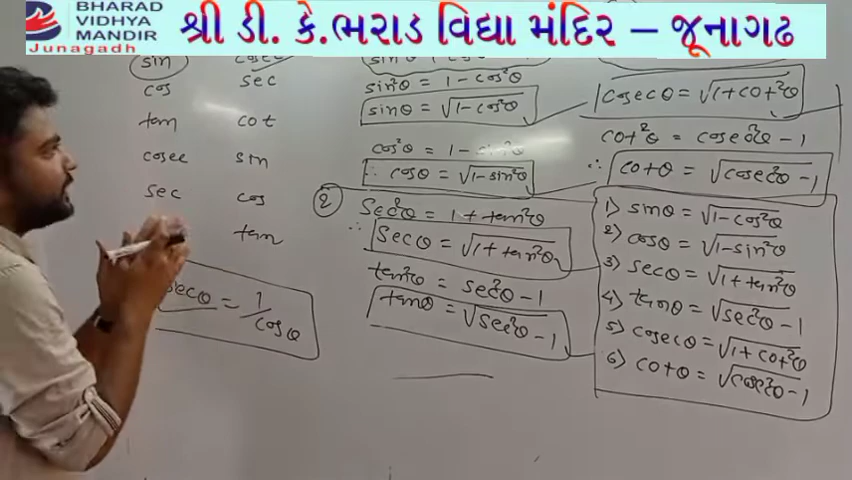 BHARAD
VIDHYA
MANDIR
Junagadh
શ્રી ડી. કે.ભરાડ વિદ્યા મંદિર – જૂનાગઢ
sin cosec
cos sec
tan cot
cosec sin
sec cos
tan
secθ = 1/cosθ
sin²θ = 1 - cos²θ
sinθ = √1-cos²θ
cos²θ = 1 - sin²θ
∴ cosθ = √1-sin²θ
② sec²θ = 1 + tan²θ
∴ secθ = √1+tan²θ
tan²θ = sec²θ - 1
tanθ = √sec²θ - 1
cosecθ = √1+cot²θ
cot²θ = cosec²θ - 1
∴ cotθ = √cosec²θ - 1
1) sinθ = √1-cos²θ
2) cosθ = √1-sin²θ
3) secθ = √1+tan²θ
4) tanθ = √sec²θ - 1
5) cosecθ = √1+cot²θ
6) cotθ = √cosec²θ - 1